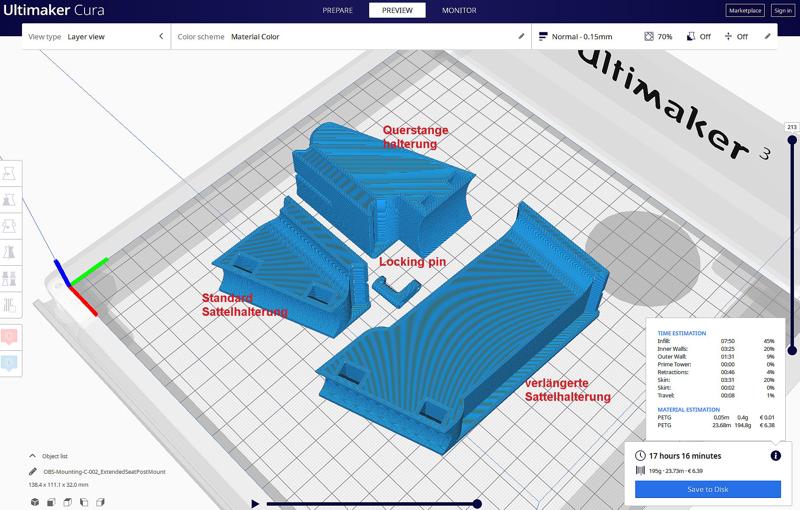 Ultimaker Cura
PREPARE
PREVIEW
MONITOR
Marketplace
Sign in
View type Layer view
Color scheme Material Color
Normal - 0.15mm
70%
Off
Off
Ultimaker 3
213
Querstange
halterung
Locking pin
Standard
Sattelhalterung
verlängerte
Sattelhalterung
TIME ESTIMATION
Infill: 07:50 45%
Inner Walls: 03:25 20%
Outer Wall: 01:31 9%
Prime Tower: 00:00 0%
Retractions: 00:46 4%
Skin: 03:31 20%
Skirt: 00:02 0%
Travel: 00:08 1%
MATERIAL ESTIMATION
PETG 0.05m 0.4g € 0.01
PETG 23.68m 194.8g € 6.38
17 hours 16 minutes
195g · 23.73m · € 6.39
Save to Disk
Object list
OBS-Mounting-C-002_ExtendedSeatPostMount
138.4 x 111.1 x 32.0 mm